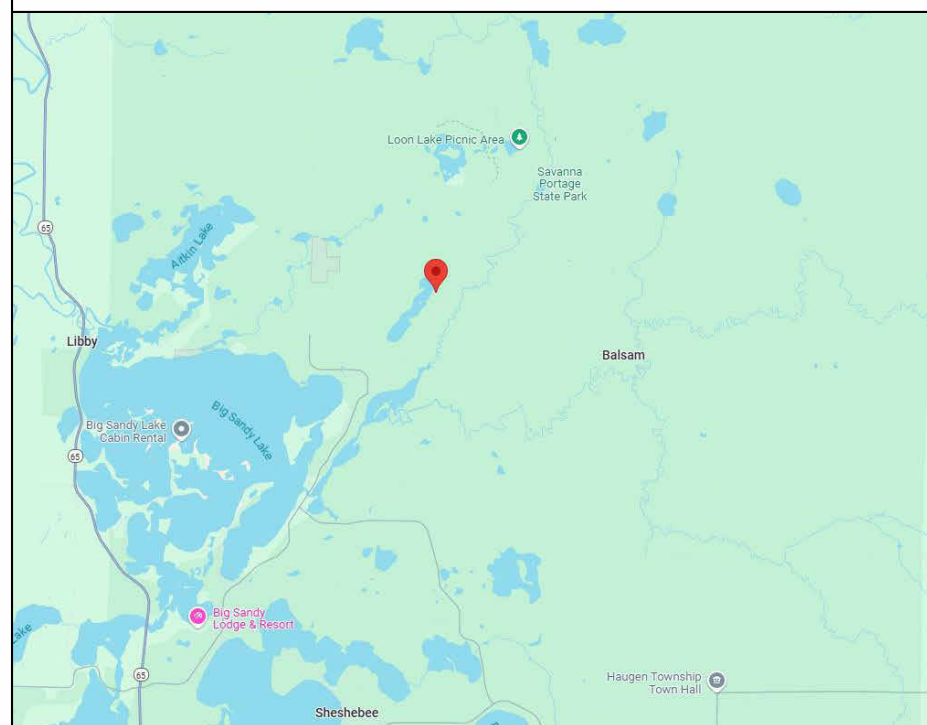 Loon Lake Picnic Area
Savanna
Portage
State Park
65
Aitkin Lake
Libby
Balsam
Big Sandy Lake
Big Sandy Lake
Cabin Rental
65
Big Sandy
Lodge & Resort
Lake
65
Haugen Township
Town Hall
Sheshebee